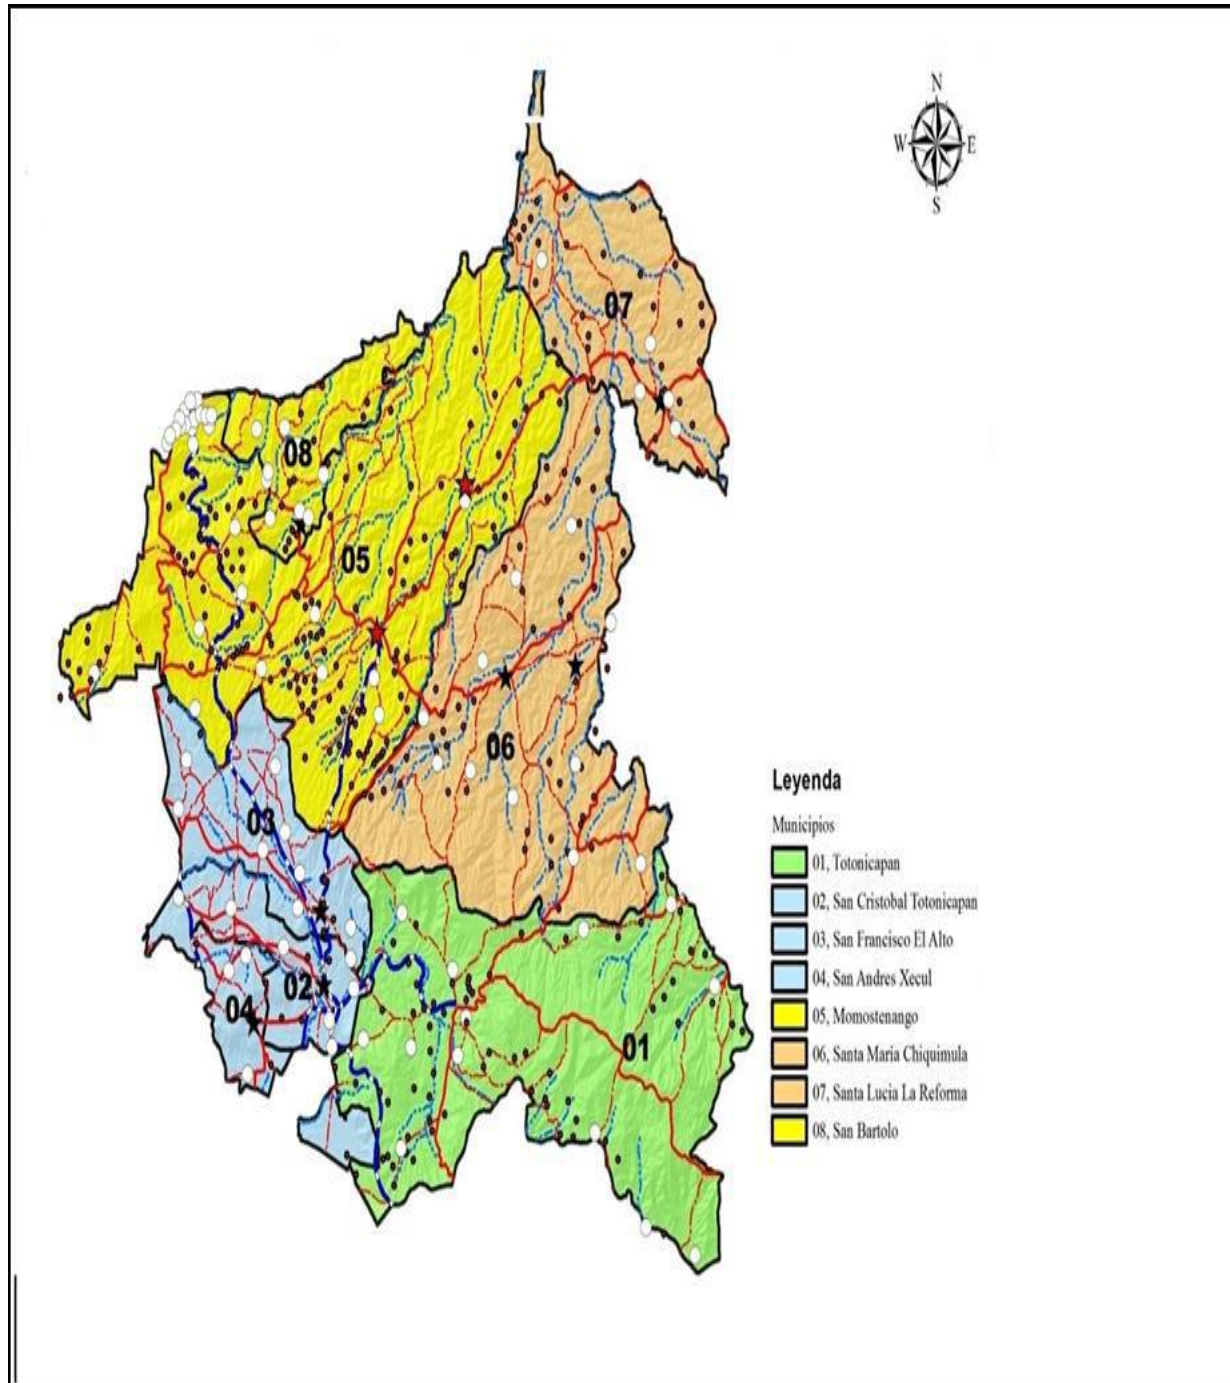 N
W E
S
07
08
05
06
03
02
04
01
Leyenda
Municipios
01, Totonicapan
02, San Cristobal Totonicapan
03, San Francisco El Alto
04, San Andres Xecul
05, Momostenango
06, Santa Maria Chiquimula
07, Santa Lucia La Reforma
08, San Bartolo